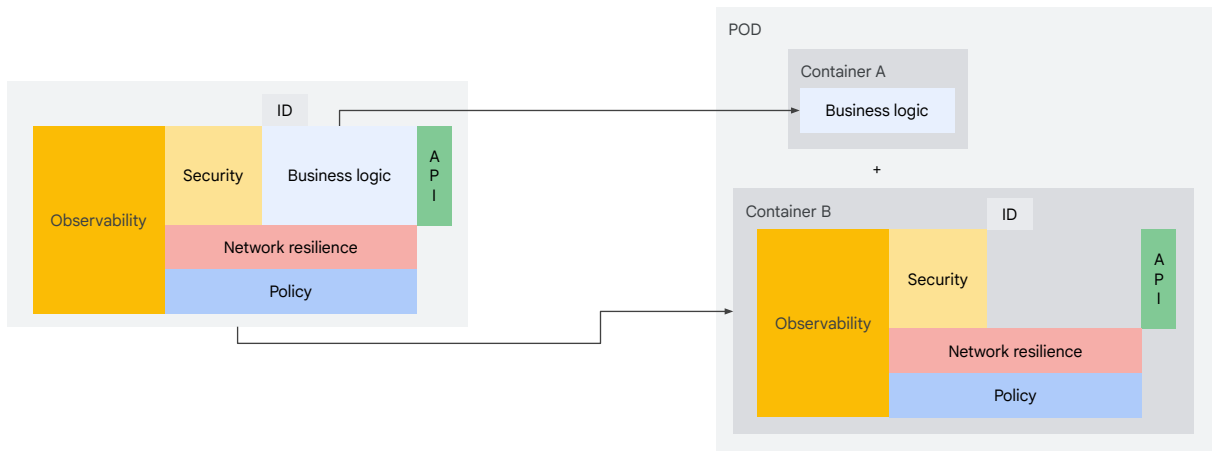 ID
Observability
Security
Business logic
A
P
I
Network resilience
Policy
POD
Container A
Business logic
+
Container B
ID
Observability
Security
A
P
I
Network resilience
Policy